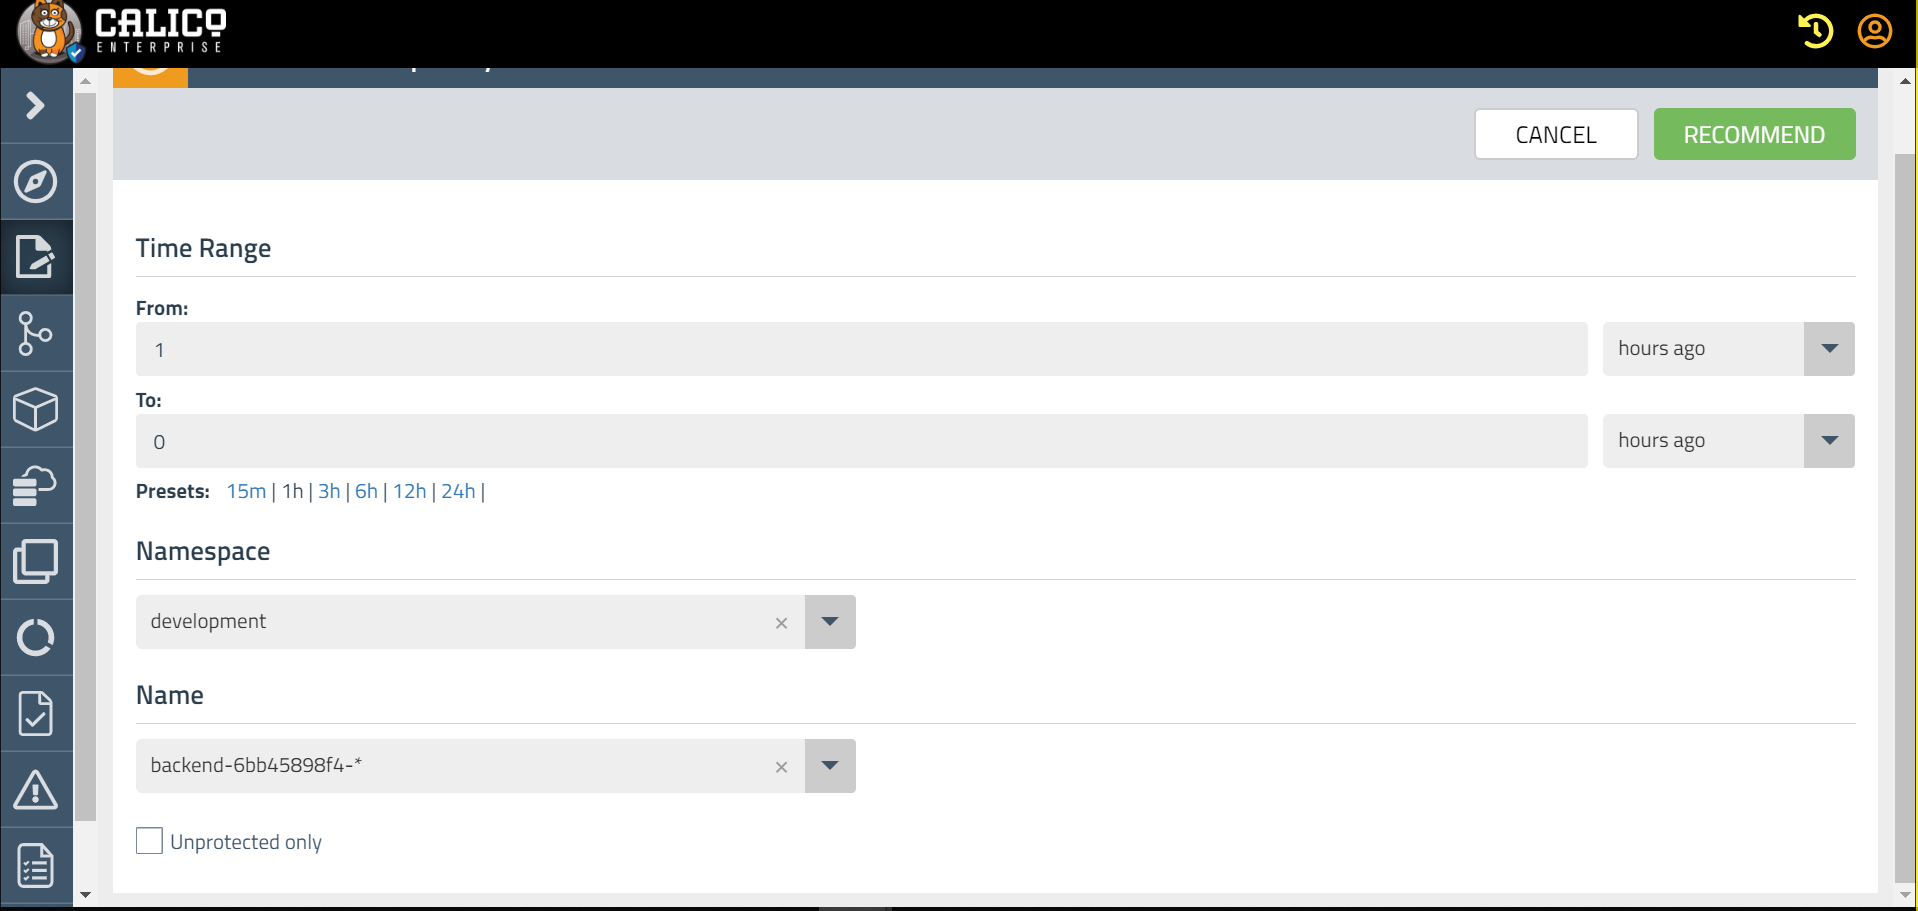 CALICO
ENTERPRISE
CANCEL
RECOMMEND
Time Range
From:
1
hours ago
To:
0
hours ago
Presets: 15m | 1h | 3h | 6h | 12h | 24h |
Namespace
development ×
Name
backend-6bb45898f4-* ×
Unprotected only